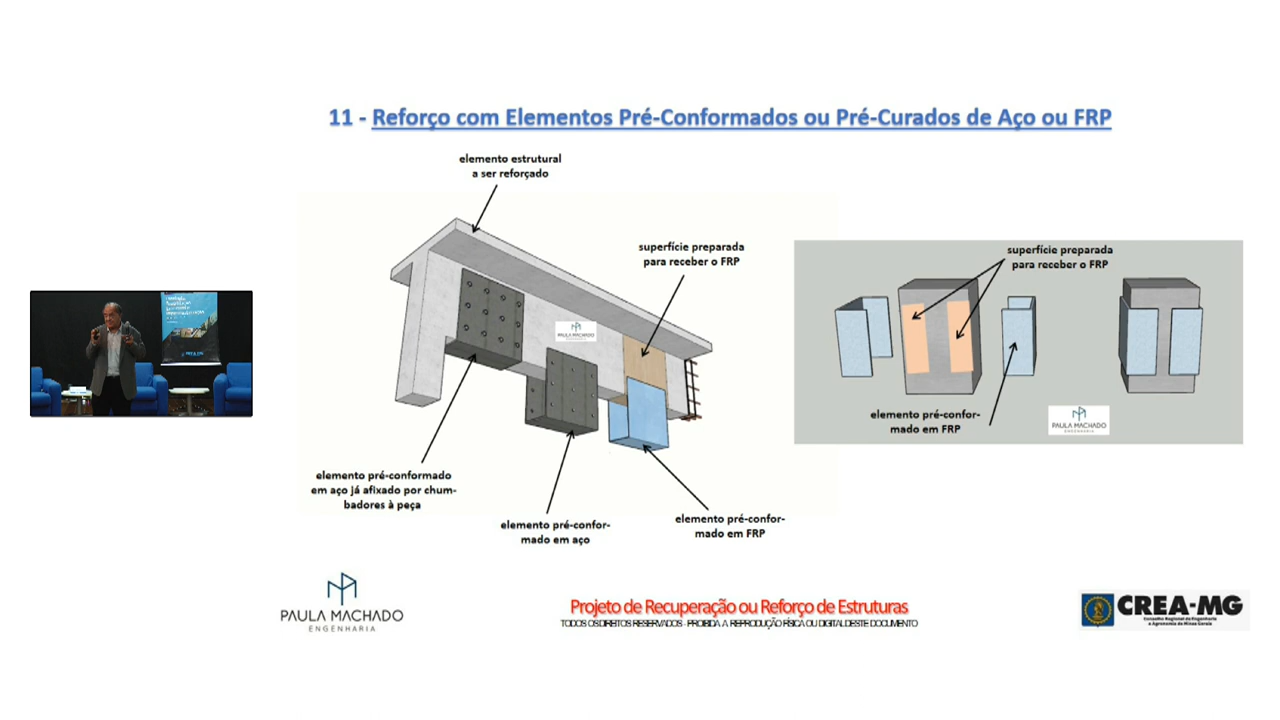 11 - Reforço com Elementos Pré-Conformados ou Pré-Curados de Aço ou FRP
elemento estrutural
a ser reforçado
superfície preparada
para receber o FRP
PAULA MACHADO
ENGENHARIA
elemento pré-conformado
em aço já afixado por chum-
badores à peça
elemento pré-confor-
mado em aço
elemento pré-confor-
mado em FRP
superfície preparada
para receber o FRP
elemento pré-confor-
mado em FRP
PAULA MACHADO
ENGENHARIA
PAULA MACHADO
ENGENHARIA
Projeto de Recuperação ou Reforço de Estruturas
TODOS OS DIREITOS RESERVADOS - PROIBIDA A REPRODUÇÃO FÍSICA OU DIGITAL DESTE DOCUMENTO
CREA-MG
Conselho Regional de Engenharia
e Agronomia de Minas Gerais